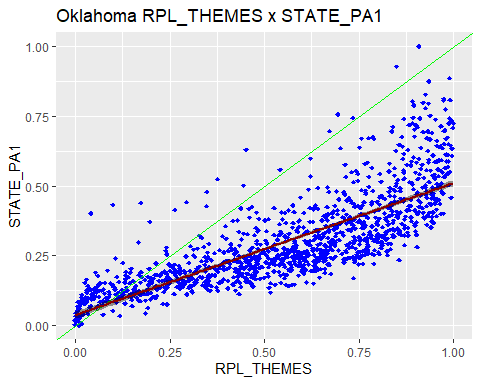 Oklahoma RPL_THEMES x STATE_PA1
1.00
0.75
0.50
0.25
0.00
STATE_PA1
0.00 0.25 0.50 0.75 1.00
RPL_THEMES